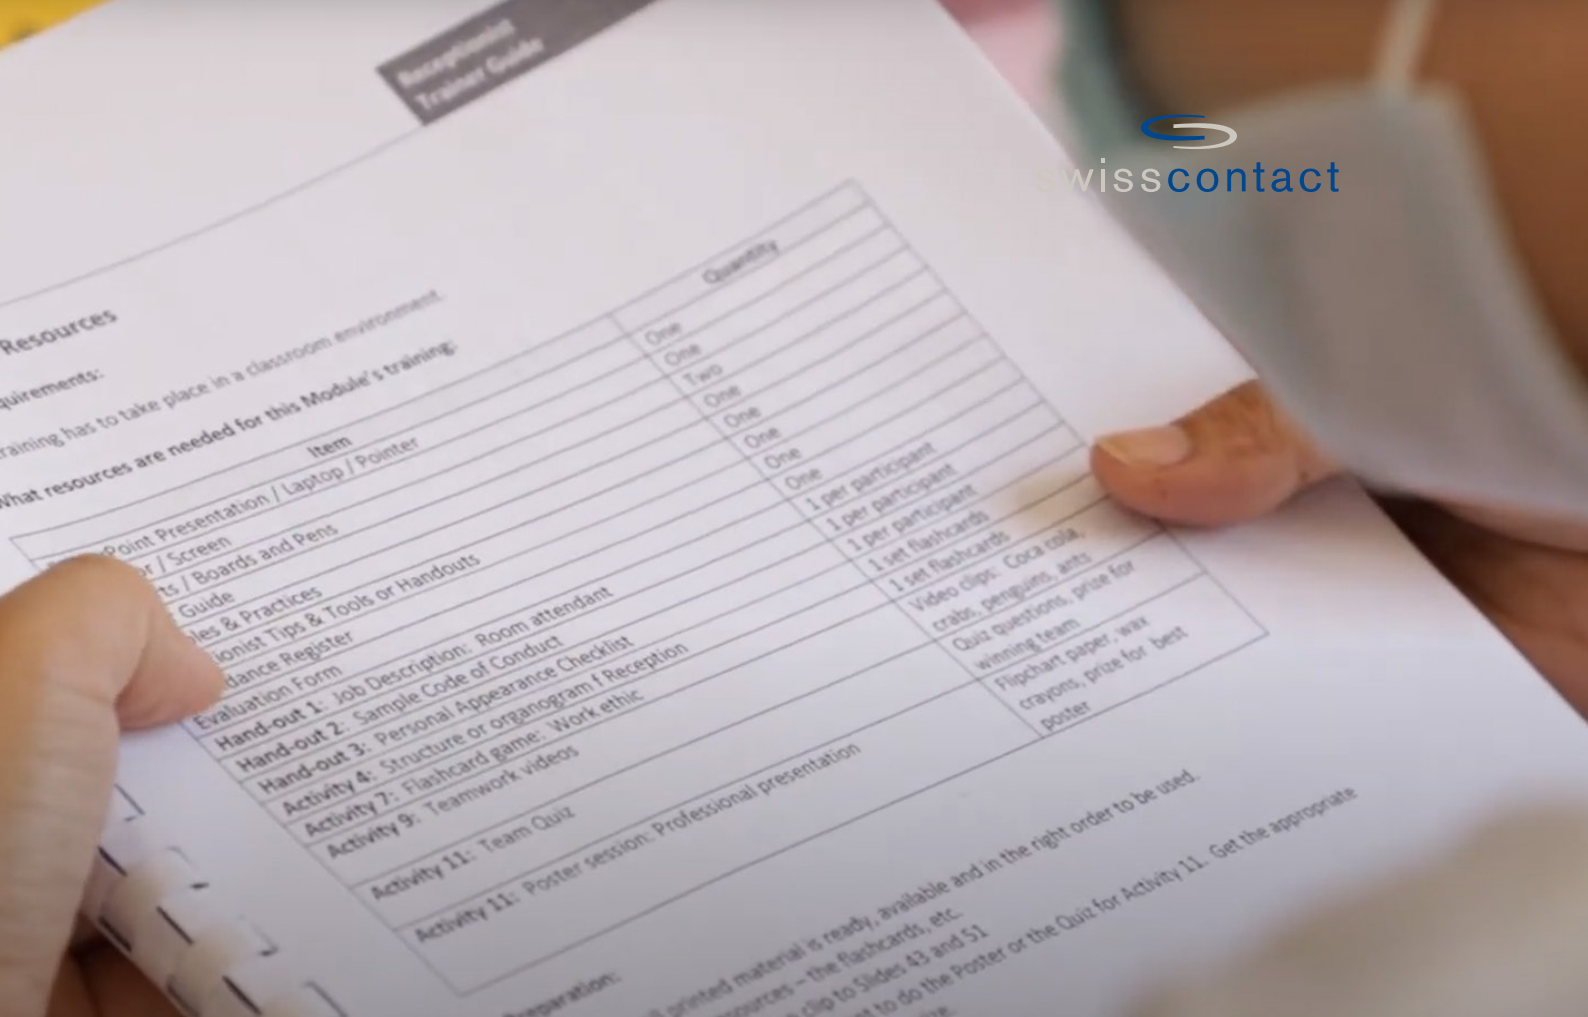 Receptionist
Trainer Guide
swisscontact
Resources
quirements:
raining has to take place in a classroom environment
What resources are needed for this Module's training:
Item Quantity
Point Presentation / Laptop / Pointer One
or / Screen One
ts / Boards and Pens Two
Guide One
les & Practices One
ionist Tips & Tools or Handouts One
dance Register One
Evaluation Form One
Hand-out 1: Job Description: Room attendant 1 per participant
Hand-out 2: Sample Code of Conduct 1 per participant
Hand-out 3: Personal Appearance Checklist 1 per participant
Activity 4: Structure or organogram f Reception 1 set flashcards
Activity 7: Flashcard game: Work ethic 1 set flashcards
Activity 9: Teamwork videos Video clips: Coca cola,
crabs, penguins, ants
Activity 11: Team Quiz Quiz questions, prize for
winning team
Activity 11: Poster session: Professional presentation Flipchart paper, wax
crayons, prize for best
poster
reparation:
l printed material is ready, available and in the right order to be used.
sources – the flashcards, etc.
clip to Slides 43 and 51
nt to do the Poster or the Quiz for Activity 11. Get the appropriate